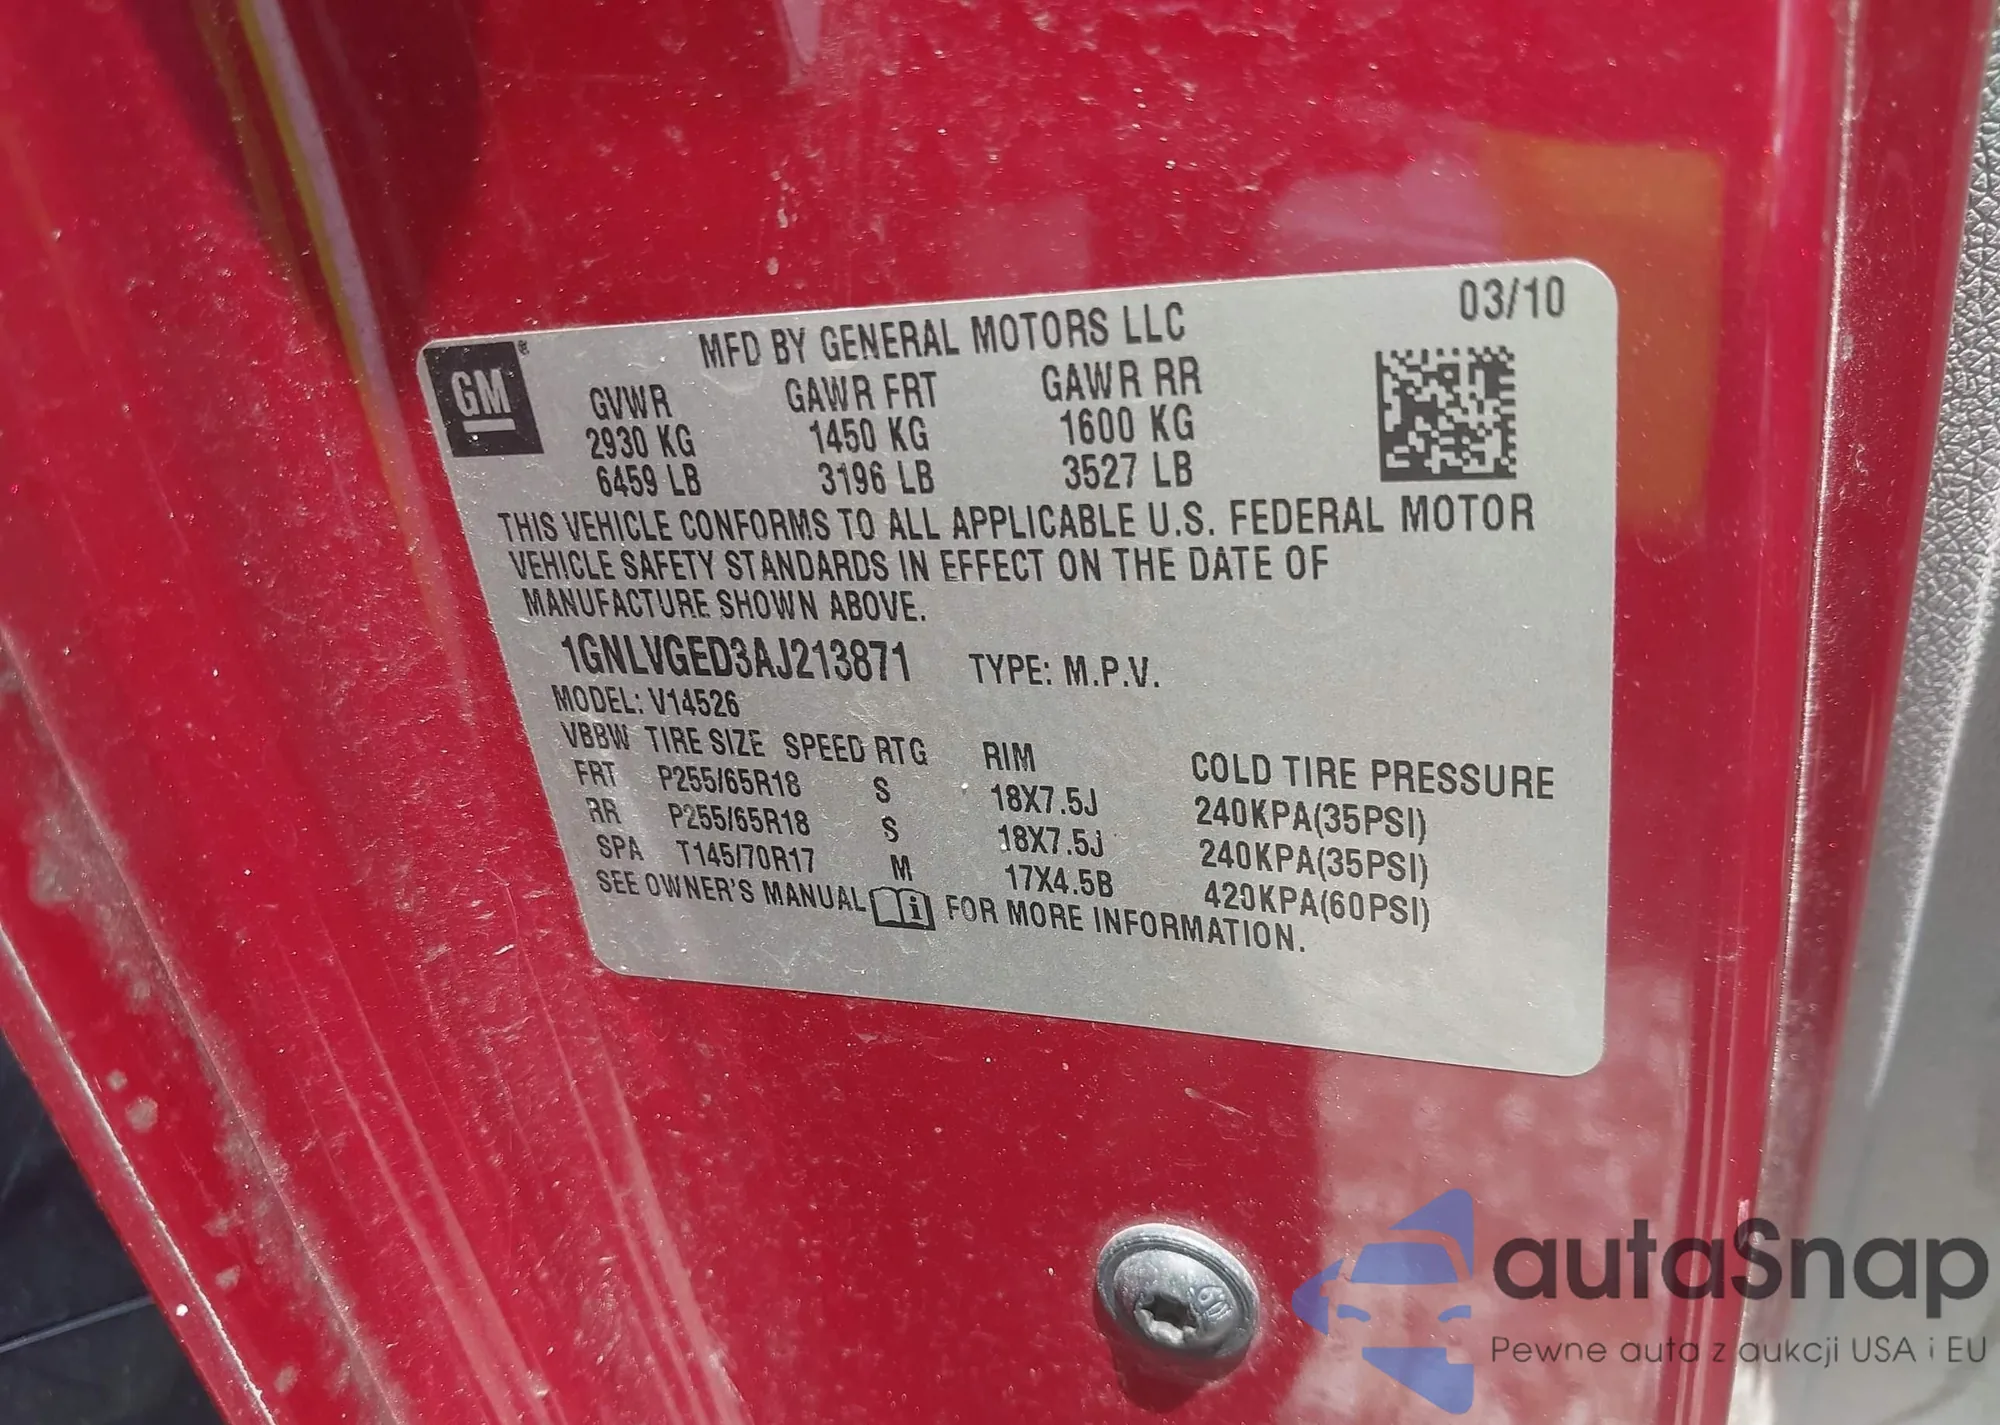 03/10
MFD BY GENERAL MOTORS LLC
GM®
GVWR GAWR FRT GAWR RR
2930 KG 1450 KG 1600 KG
6459 LB 3196 LB 3527 LB
THIS VEHICLE CONFORMS TO ALL APPLICABLE U.S. FEDERAL MOTOR
VEHICLE SAFETY STANDARDS IN EFFECT ON THE DATE OF
MANUFACTURE SHOWN ABOVE.
1GNLVGED3AJ213871 TYPE: M.P.V.
MODEL: V14526
VBBW TIRE SIZE SPEED RTG RIM COLD TIRE PRESSURE
FRT P255/65R18 S 18X7.5J 240KPA(35PSI)
RR P255/65R18 S 18X7.5J 240KPA(35PSI)
SPA T145/70R17 M 17X4.5B 420KPA(60PSI)
SEE OWNER'S MANUAL FOR MORE INFORMATION.
autaSnap
Pewne auta z aukcji USA i EU